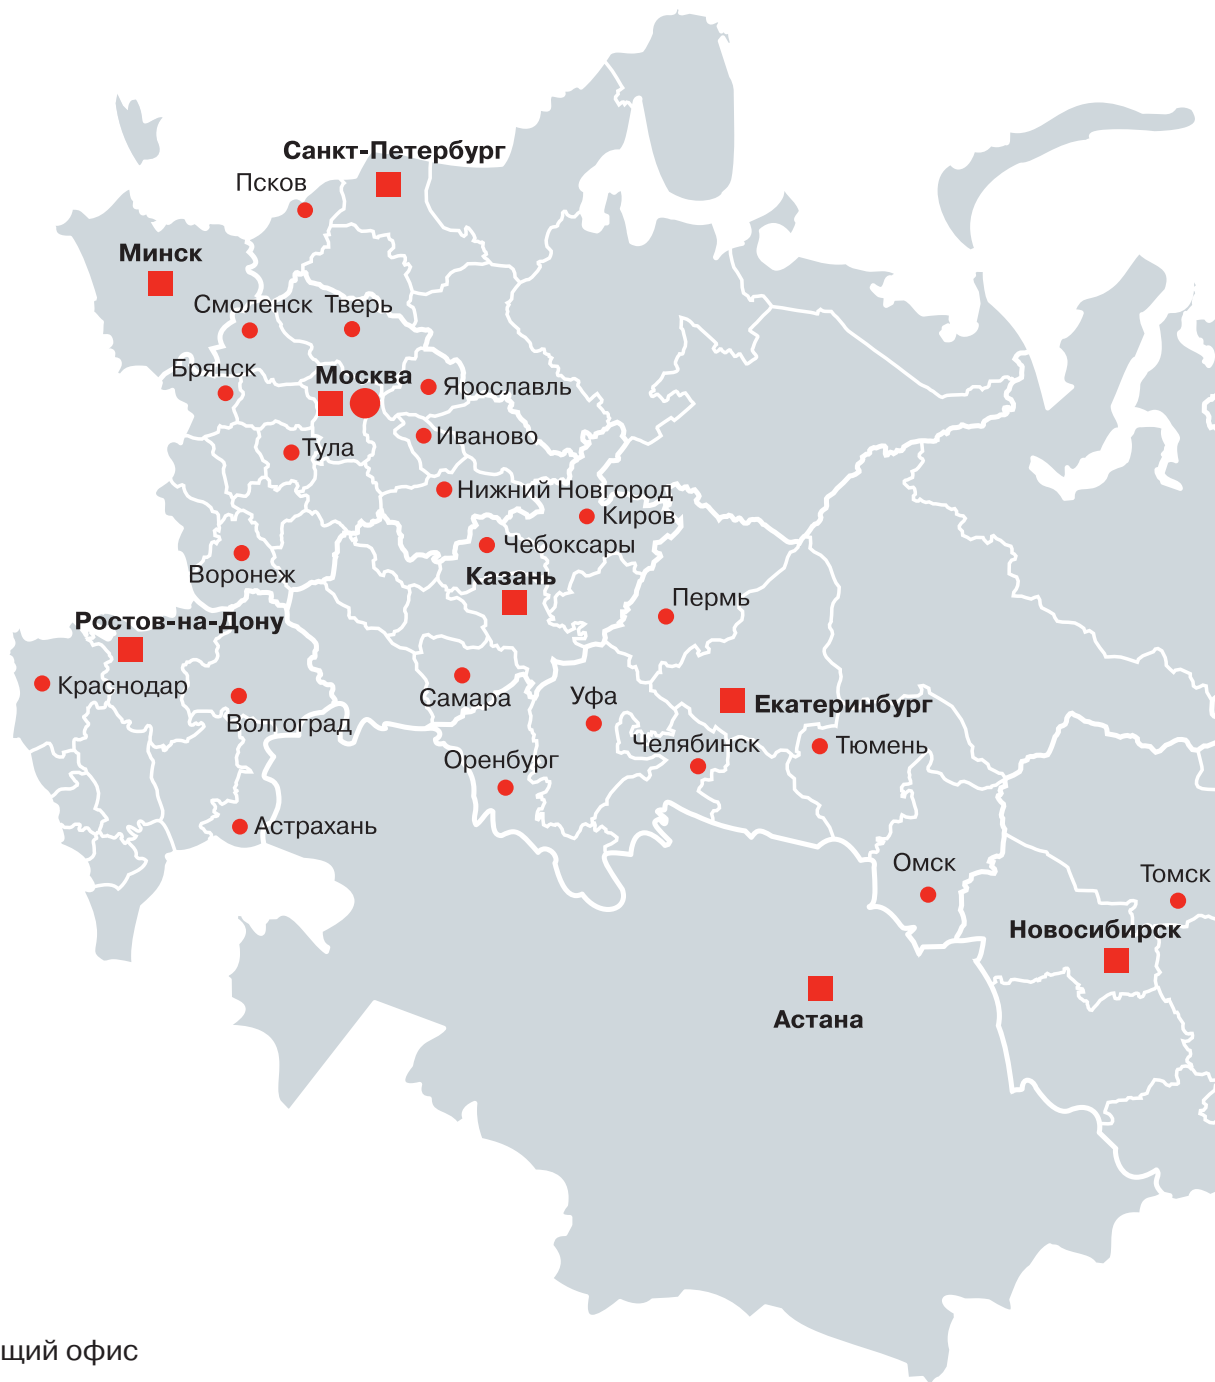 Санкт-Петербург
Псков
Минск
Смоленск
Тверь
Брянск
Москва
Ярославль
Иваново
Тула
Нижний Новгород
Киров
Чебоксары
Воронеж
Казань
Пермь
Ростов-на-Дону
Краснодар
Самара
Уфа
Екатеринбург
Волгоград
Челябинск
Тюмень
Оренбург
Астрахань
Омск
Томск
Новосибирск
Астана
щий офис